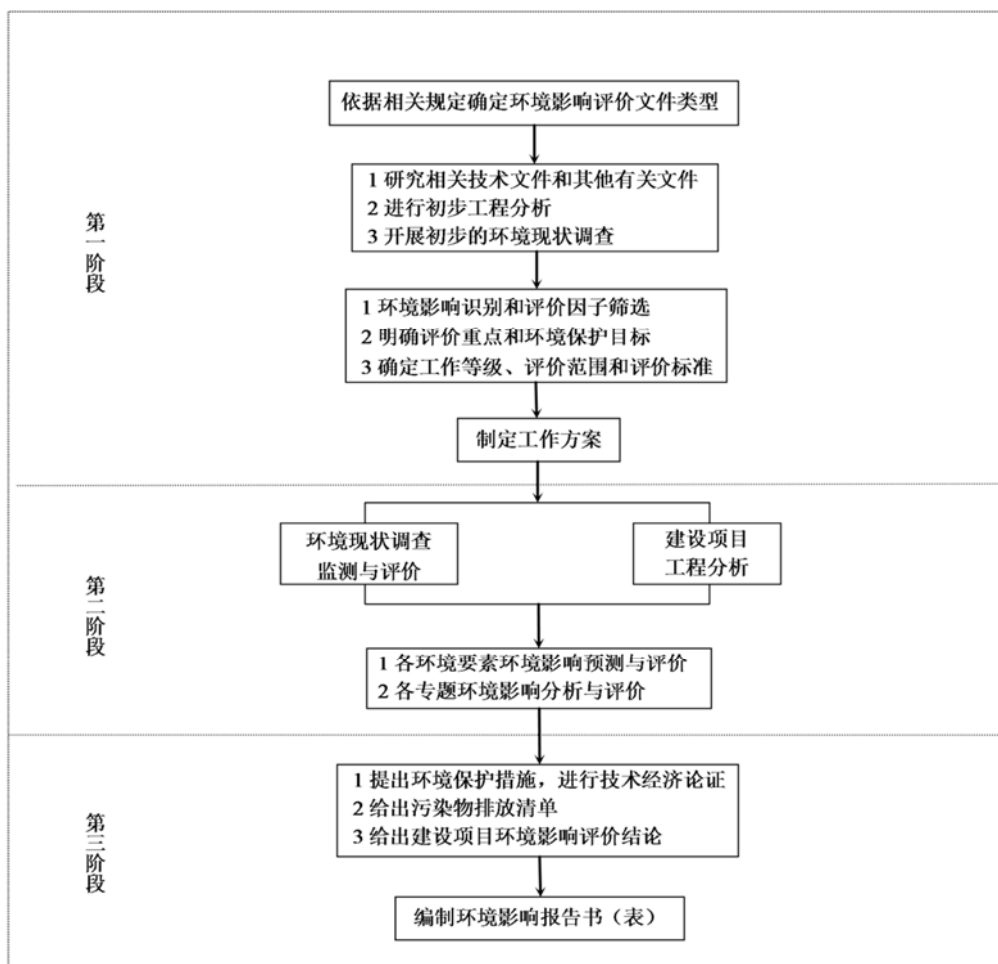 依据相关规定确定环境影响评价文件类型
1 研究相关技术文件和其他有关文件
2 进行初步工程分析
3 开展初步的环境现状调查
第一阶段
1 环境影响识别和评价因子筛选
2 明确评价重点和环境保护目标
3 确定工作等级、评价范围和评价标准
制定工作方案
环境现状调查
监测与评价
建设项目
工程分析
第二阶段
1 各环境要素环境影响预测与评价
2 各专题环境影响分析与评价
1 提出环境保护措施，进行技术经济论证
2 给出污染物排放清单
3 给出建设项目环境影响评价结论
第三阶段
编制环境影响报告书（表）